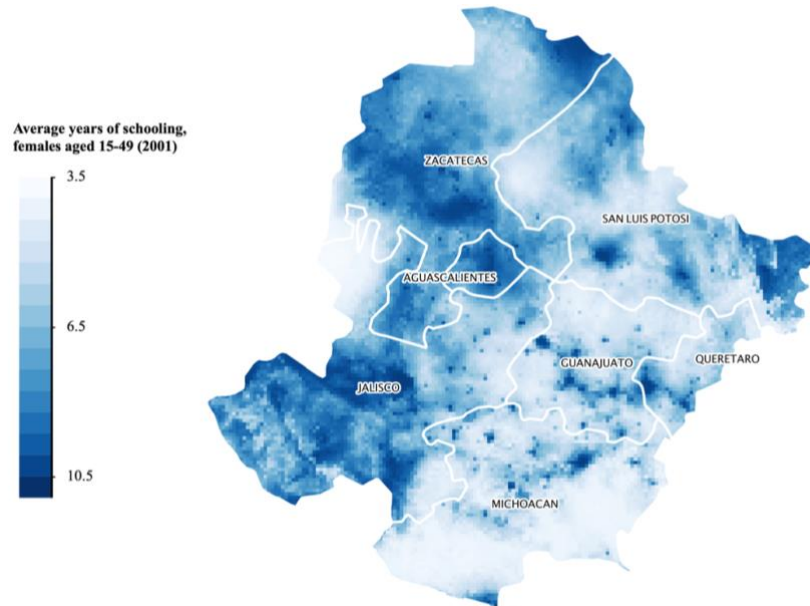 Average years of schooling,
females aged 15-49 (2001)
3.5
6.5
10.5
ZACATECAS
SAN LUIS POTOSI
AGUASCALIENTES
GUANAJUATO
QUERETARO
JALISCO
MICHOACAN